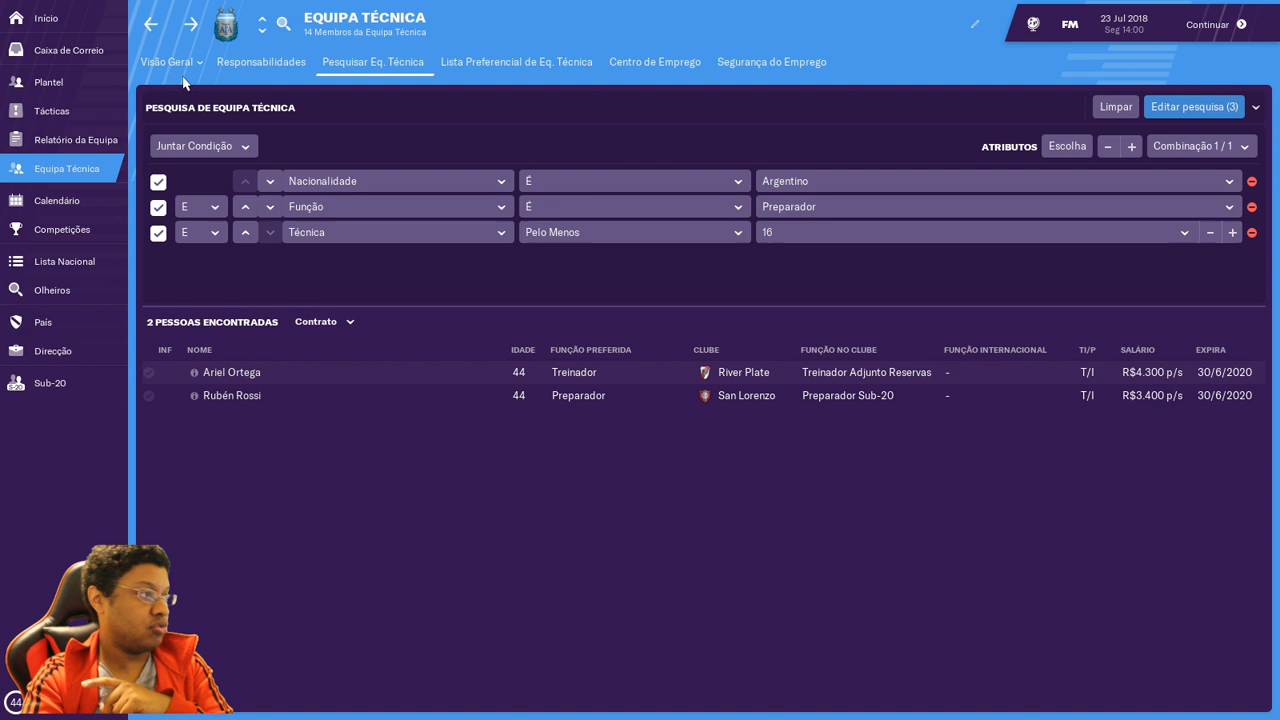 Início
Caixa de Correio
Plantel
Tácticas
Relatório da Equipa
Equipa Técnica
Calendário
Competições
Lista Nacional
Olheiros
País
Direcção
Sub-20
S-20
44
EQUIPA TÉCNICA
14 Membros da Equipa Técnica
FM
23 Jul 2018
Seg 14:00
Continuar
Visão Geral
Responsabilidades
Pesquisar Eq. Técnica
Lista Preferencial de Eq. Técnica
Centro de Emprego
Segurança do Emprego
PESQUISA DE EQUIPA TÉCNICA
Limpar
Editar pesquisa (3)
Juntar Condição
ATRIBUTOS
Escolha
Combinação 1 / 1
Nacionalidade É Argentino
E Função É Preparador
E Técnica Pelo Menos 16
2 PESSOAS ENCONTRADAS Contrato
INF NOME IDADE FUNÇÃO PREFERIDA CLUBE FUNÇÃO NO CLUBE FUNÇÃO INTERNACIONAL TI/P SALÁRIO EXPIRA
Ariel Ortega 44 Treinador River Plate Treinador Adjunto Reservas - T/I R$4.300 p/s 30/6/2020
Rubén Rossi 44 Preparador San Lorenzo Preparador Sub-20 - T/I R$3.400 p/s 30/6/2020